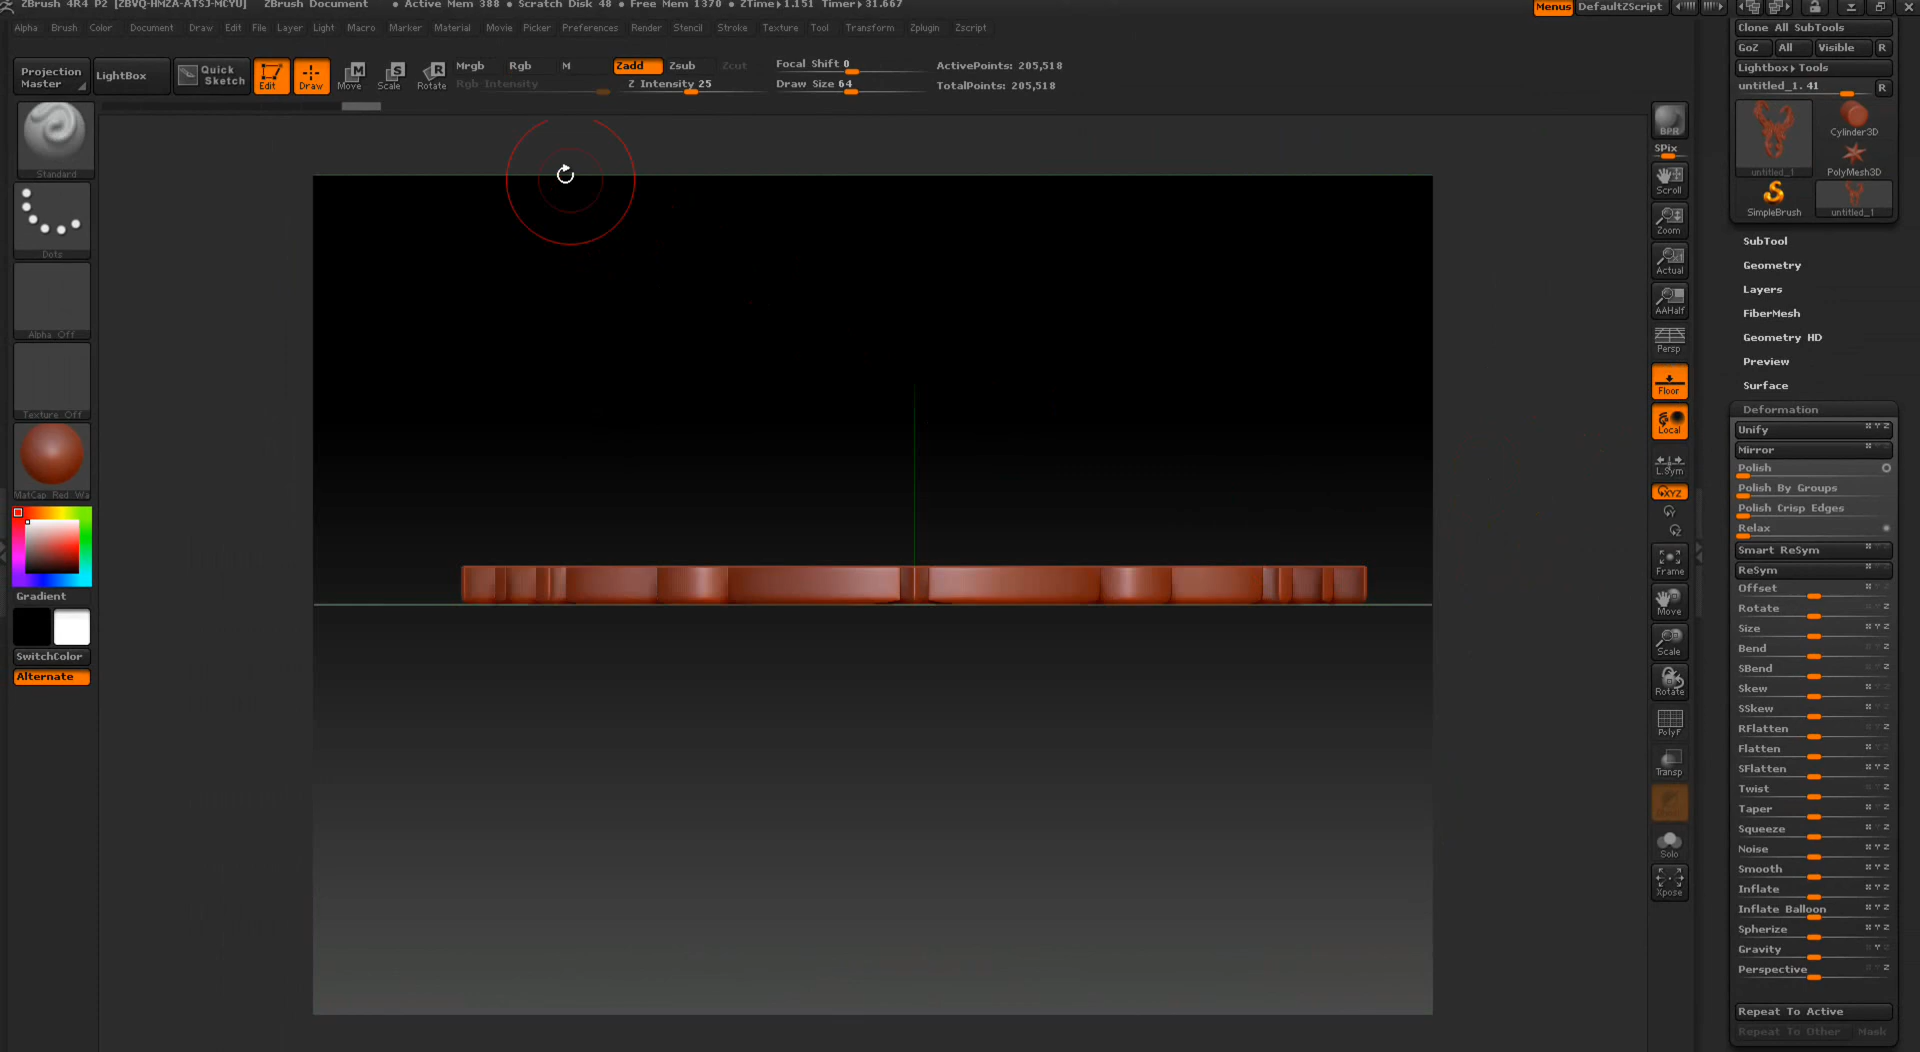 ZBrush 4R4 P2 [ZBVQ-HMZA-ATSJ-MCYU] ZBrush Document • Active Mem 388 • Scratch Disk 48 • Free Mem 1370 • ZTime▸1.151 Timer▸31.667 Menus DefaultZScript
Alpha Brush Color Document Draw Edit File Layer Light Macro Marker Material Movie Picker Preferences Render Stencil Stroke Texture Tool Transform Zplugin Zscript
Projection Master
LightBox
Quick Sketch
Edit
Draw
Move
Scale
Rotate
Mrgb Rgb M
Rgb Intensity
Zadd Zsub Zcut
Z Intensity 25
Focal Shift 0
Draw Size 64
ActivePoints: 205,518
TotalPoints: 205,518
Standard
Dots
Alpha Off
Texture Off
MatCap Red Wa
Gradient
SwitchColor
Alternate
BPR
SPix
Scroll
Zoom
Actual
AAHalf
Persp
Floor
Local
L.Sym
XYZ
Frame
Move
Scale
Rotate
PolyF
Transp
Solo
Xpose
Clone All SubTools
GoZ All Visible R
Lightbox▸Tools
untitled_1. 41 R
untitled_1
Cylinder3D
PolyMesh3D
SimpleBrush
untitled_1
SubTool
Geometry
Layers
FiberMesh
Geometry HD
Preview
Surface
Deformation
Unify
Mirror
Polish
Polish By Groups
Polish Crisp Edges
Relax
Smart ReSym
ReSym
Offset
Rotate
Size
Bend
SBend
Skew
SSkew
RFlatten
Flatten
SFlatten
Twist
Taper
Squeeze
Noise
Smooth
Inflate
Inflate Balloon
Spherize
Gravity
Perspective
Repeat To Active
Repeat To Other Mask